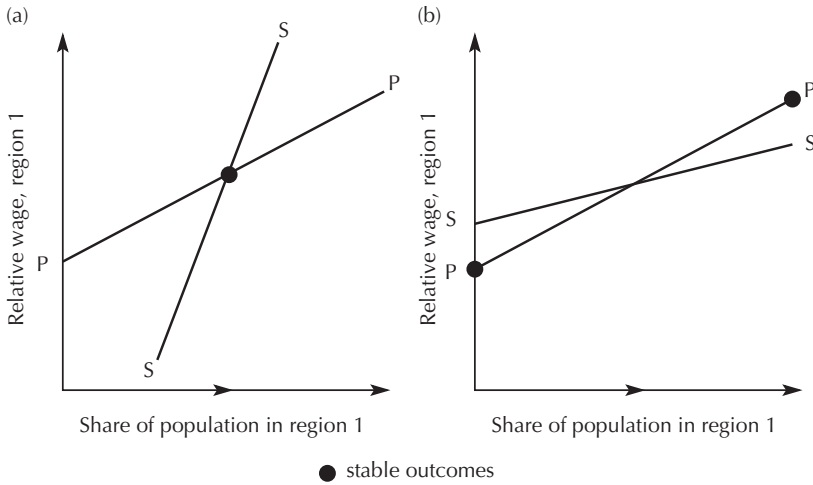 (a)
Relative wage, region 1
S
P
P
S
Share of population in region 1
(b)
Relative wage, region 1
P
S
S
P
Share of population in region 1
stable outcomes